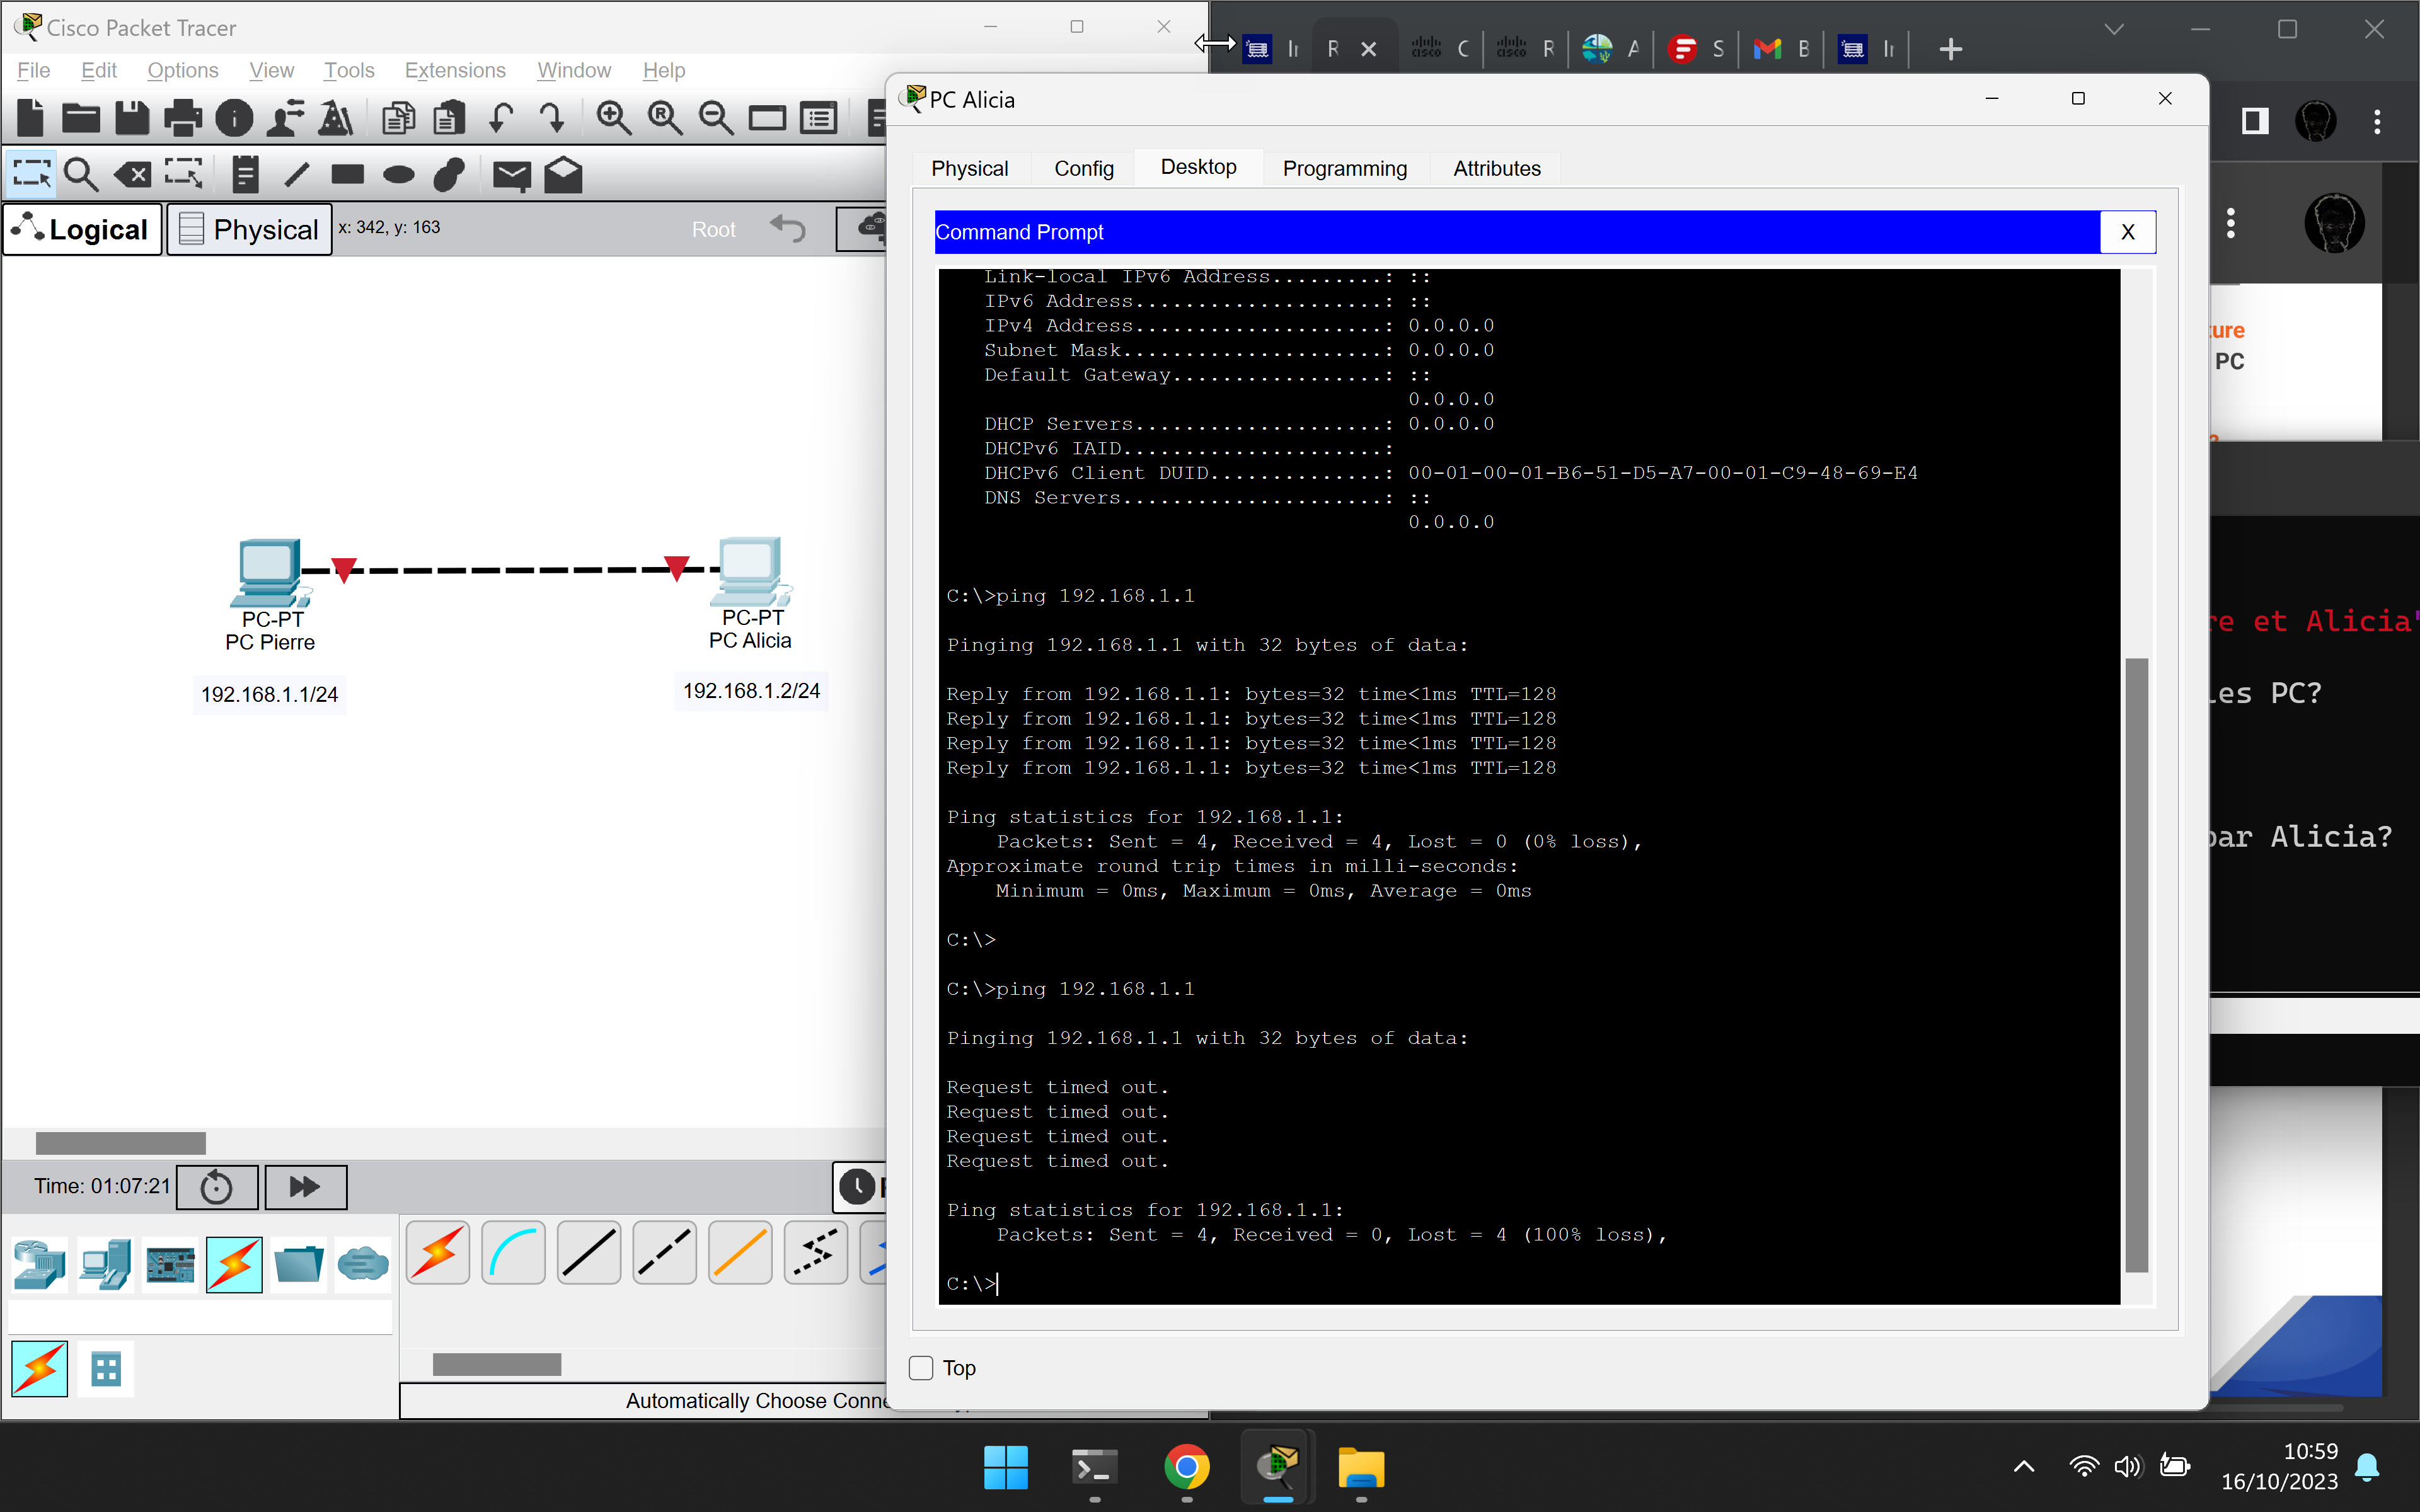 Cisco Packet Tracer
File Edit Options View Tools Extensions Window Help
Logical Physical x: 342, y: 163 Root
PC-PT
PC Pierre
192.168.1.1/24
PC-PT
PC Alicia
192.168.1.2/24
Time: 01:07:21
Automatically Choose Conne
PC Alicia
Physical Config Desktop Programming Attributes
Command Prompt X
Link-local IPv6 Address.........: ::
IPv6 Address....................: ::
IPv4 Address....................: 0.0.0.0
Subnet Mask.....................: 0.0.0.0
Default Gateway.................: ::
0.0.0.0
DHCP Servers....................: 0.0.0.0
DHCPv6 IAID.....................:
DHCPv6 Client DUID..............: 00-01-00-01-B6-51-D5-A7-00-01-C9-48-69-E4
DNS Servers.....................: ::
0.0.0.0
C:\>ping 192.168.1.1
Pinging 192.168.1.1 with 32 bytes of data:
Reply from 192.168.1.1: bytes=32 time<1ms TTL=128
Reply from 192.168.1.1: bytes=32 time<1ms TTL=128
Reply from 192.168.1.1: bytes=32 time<1ms TTL=128
Reply from 192.168.1.1: bytes=32 time<1ms TTL=128
Ping statistics for 192.168.1.1:
Packets: Sent = 4, Received = 4, Lost = 0 (0% loss),
Approximate round trip times in milli-seconds:
Minimum = 0ms, Maximum = 0ms, Average = 0ms
C:\>
C:\>ping 192.168.1.1
Pinging 192.168.1.1 with 32 bytes of data:
Request timed out.
Request timed out.
Request timed out.
Request timed out.
Ping statistics for 192.168.1.1:
Packets: Sent = 4, Received = 0, Lost = 4 (100% loss),
C:\>
Top
R C R A S B
ure
PC
re et Alicia"
les PC?
par Alicia?
10:59
16/10/2023